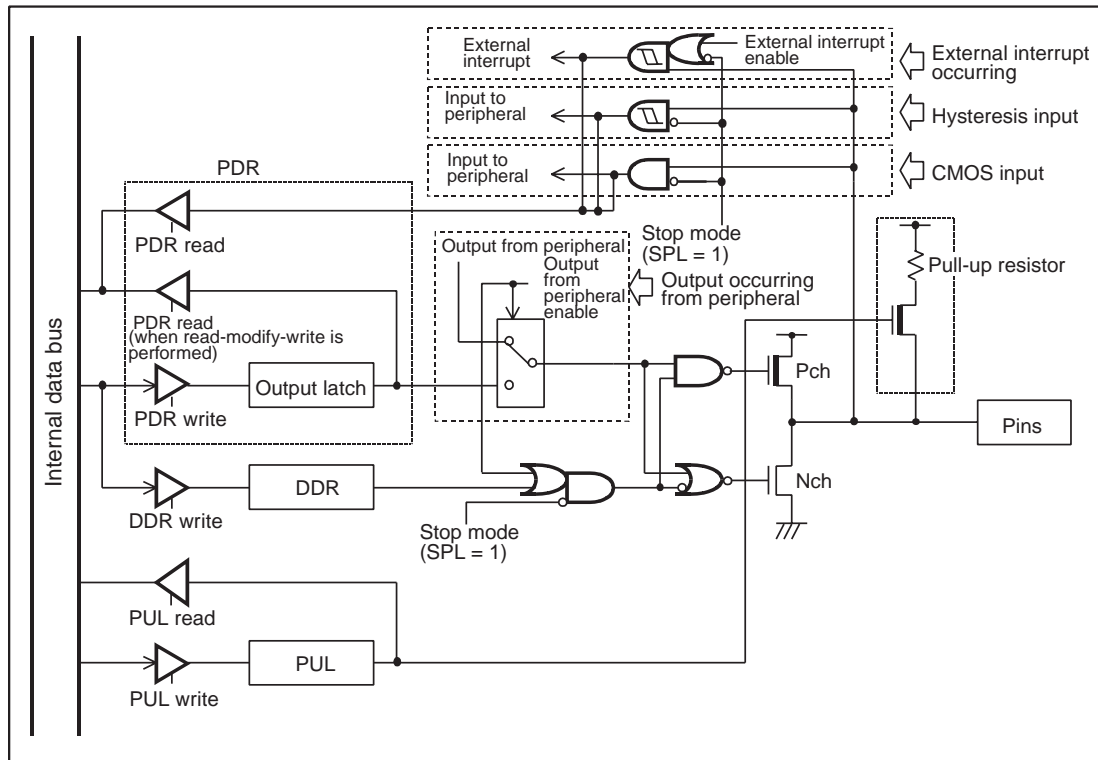 External
interrupt
External interrupt
enable
External interrupt
occurring
Input to
peripheral
Hysteresis input
Input to
peripheral
CMOS input
PDR
PDR read
Stop mode
(SPL = 1)
Output from peripheral
Output
from
peripheral
enable
Output occurring
from peripheral
Pull-up resistor
PDR read
(when read-modify-write is
performed)
Output latch
PDR write
Pch
Pins
Internal data bus
DDR
DDR write
Nch
Stop mode
(SPL = 1)
PUL read
PUL
PUL write